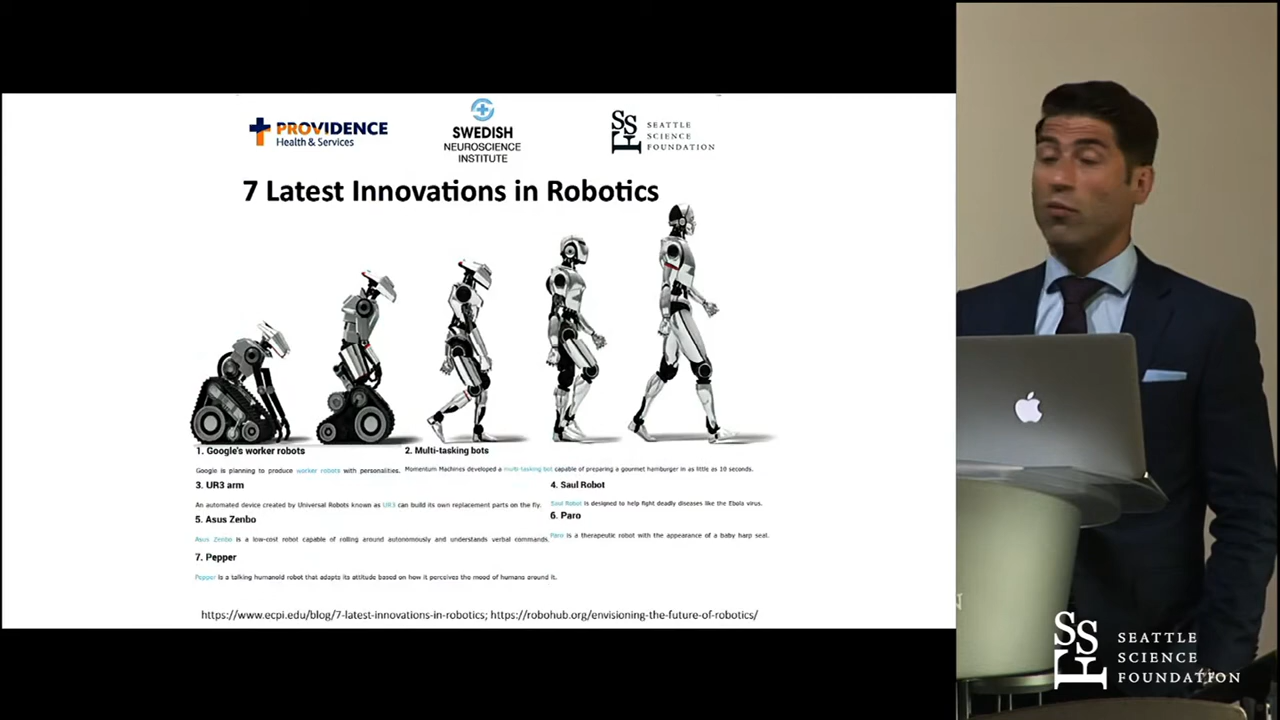 PROVIDENCE
Health & Services
SWEDISH
NEUROSCIENCE
INSTITUTE
SEATTLE
SCIENCE
FOUNDATION
7 Latest Innovations in Robotics
1. Google's worker robots
Google is planning to produce worker robots with personalities.
2. Multi-tasking bots
Momentum Machines developed a multi-tasking bot capable of preparing a gourmet hamburger in as little as 10 seconds.
3. UR3 arm
An automated device created by Universal Robots known as UR3 can build its own replacement parts on the fly.
4. Saul Robot
Saul Robot is designed to help fight deadly diseases like the Ebola virus.
5. Asus Zenbo
Asus Zenbo is a low-cost robot capable of rolling around autonomously and understands verbal commands.
6. Paro
Paro is a therapeutic robot with the appearance of a baby harp seal.
7. Pepper
Pepper is a talking humanoid robot that adapts its attitude based on how it perceives the mood of humans around it.
https://www.ecpi.edu/blog/7-latest-innovations-in-robotics; https://robohub.org/envisioning-the-future-of-robotics/
SEATTLE
SCIENCE
FOUNDATION